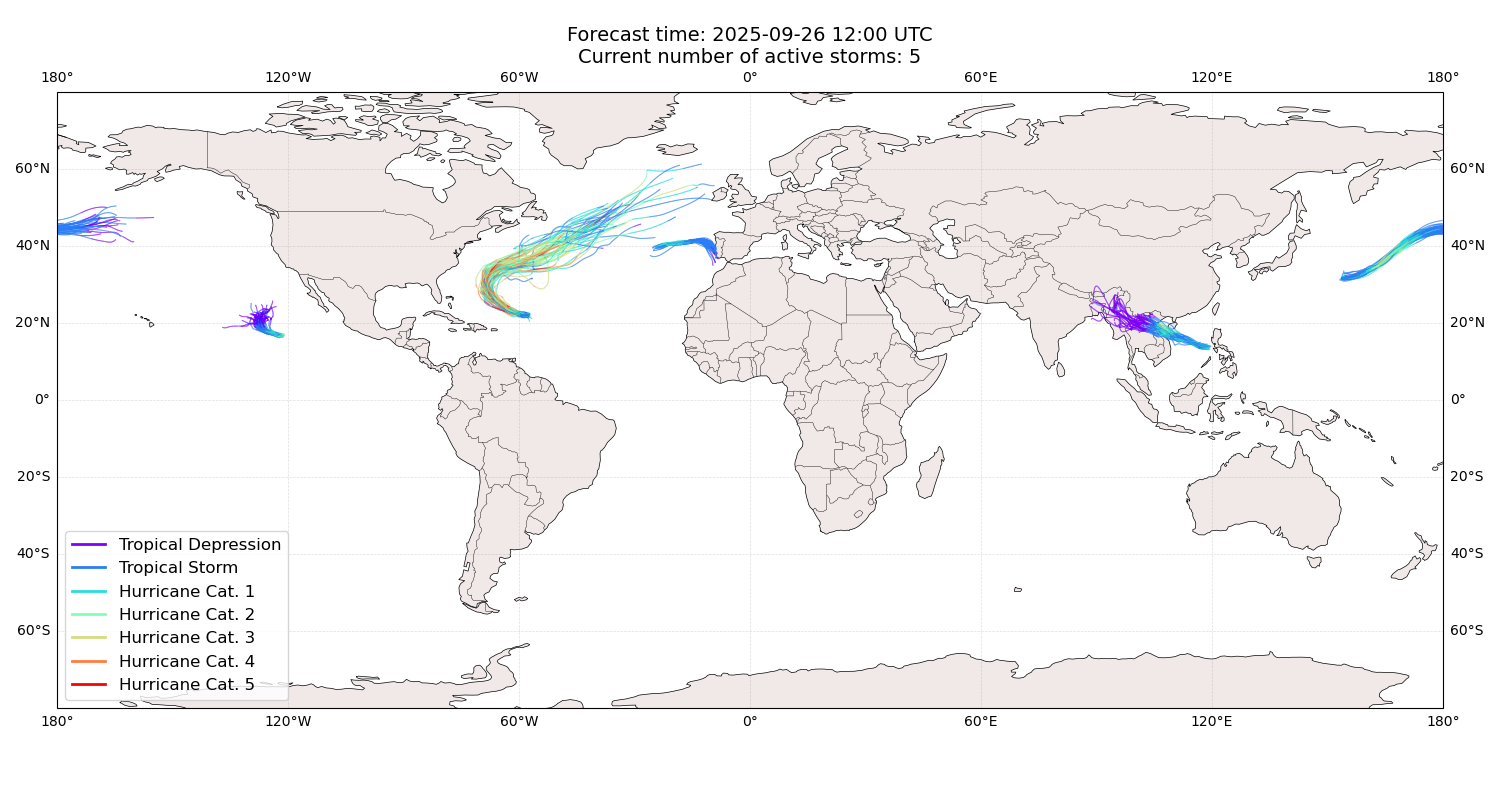 Forecast time: 2025-09-26 12:00 UTC
Current number of active storms: 5
180° 120°W 60°W 0° 60°E 120°E 180°
60°N 60°N
40°N 40°N
20°N 20°N
0° 0°
20°S 20°S
40°S 40°S
60°S 60°S
Tropical Depression
Tropical Storm
Hurricane Cat. 1
Hurricane Cat. 2
Hurricane Cat. 3
Hurricane Cat. 4
Hurricane Cat. 5
180° 120°W 60°W 0° 60°E 120°E 180°